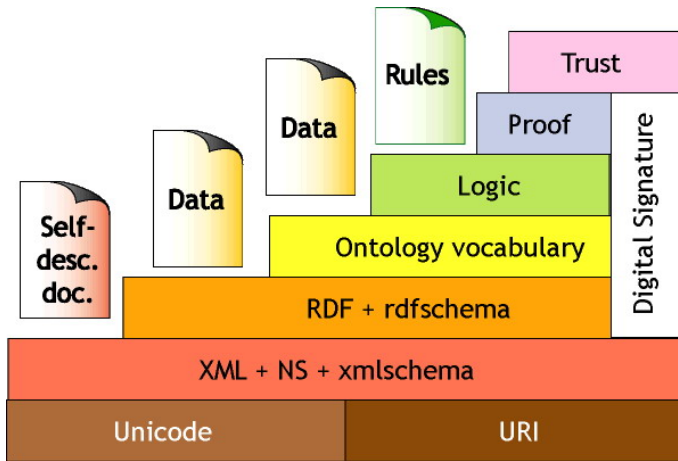 Trust
Rules
Proof
Data
Digital Signature
Logic
Data
Self-
desc.
doc.
Ontology vocabulary
RDF + rdfschema
XML + NS + xmlschema
Unicode
URI